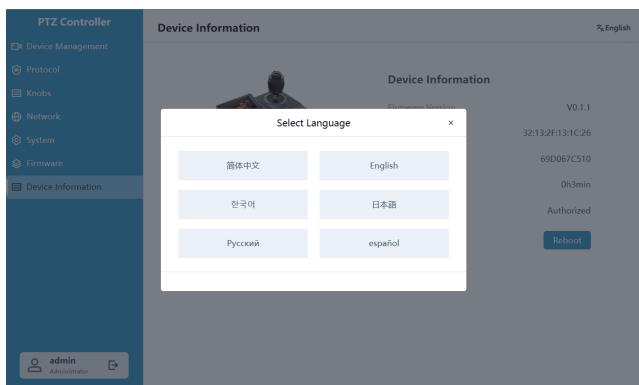 PTZ Controller
Device Information
English
Device Management
Protocol
Knobs
Network
System
Firmware
Device Information
Device Information
Firmware Version V0.1.1
32:13:2F:13:1C:26
69D067C510
0h3min
Authorized
Reboot
Select Language ×
简体中文 English
한국어 日本語
Русский español
admin
Administrator